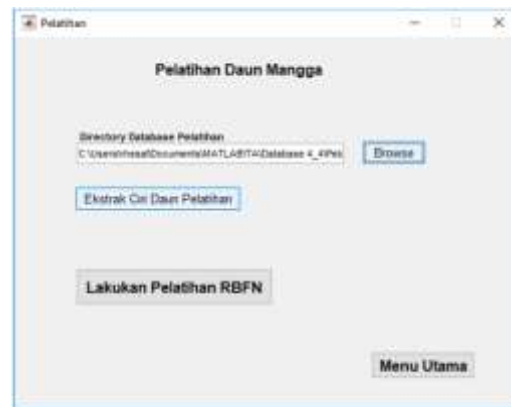 Pelatihan
Pelatihan Daun Mangga
Directory Database Pelatihan
Browse
Ekstrak Ciri Daun Pelatihan
Lakukan Pelatihan RBFN
Menu Utama